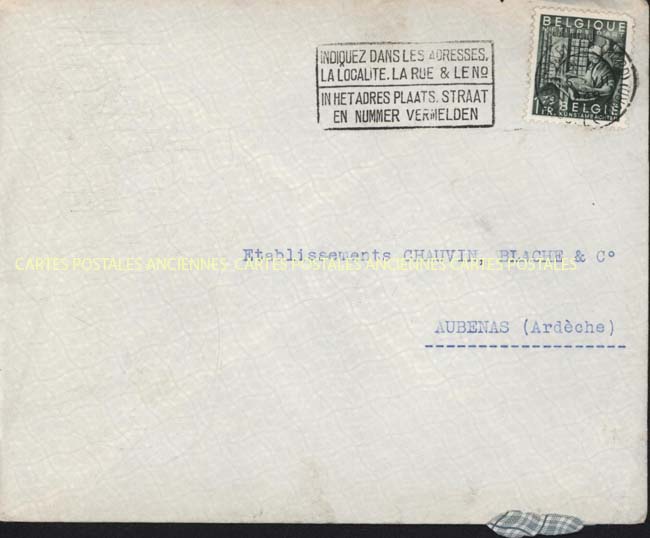 INDIQUEZ DANS LES ADRESSES.
LA LOCALITE. LA RUE & LE No
IN HET ADRES PLAATS. STRAAT
EN NUMMER VERMELDEN
BELGIQUE
BELGIE
Etablissements CHAUVIN, BLACHE & C°
CARTES POSTALES ANCIENNES CARTES POSTALES ANCIENNES CARTES POSTALES
AUBENAS (Ardèche)